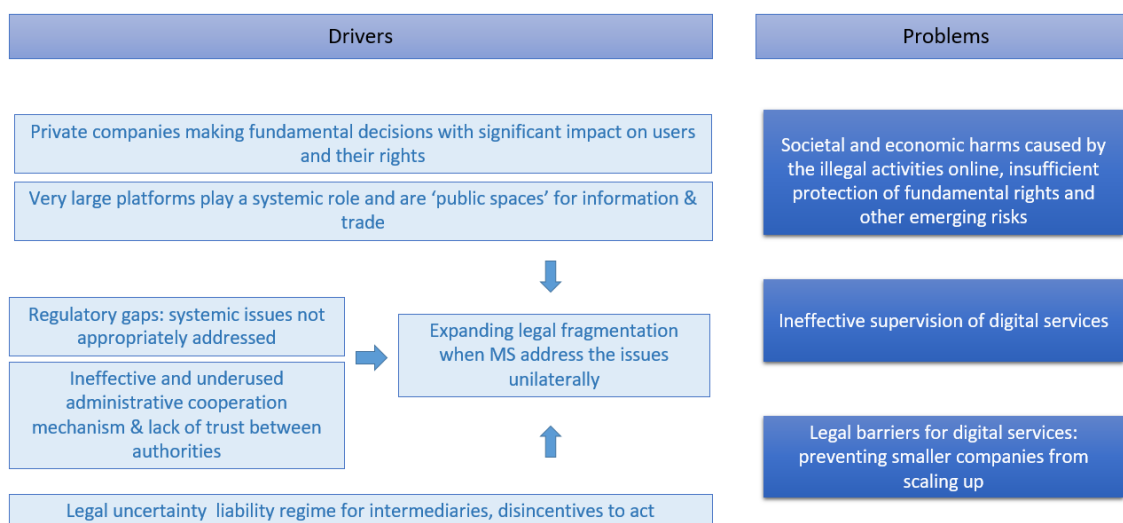 Drivers
Private companies making fundamental decisions with significant impact on users
and their rights
Very large platforms play a systemic role and are ‘public spaces’ for information &
trade
Regulatory gaps: systemic issues not
appropriately addressed
Ineffective and underused
administrative cooperation
mechanism & lack of trust between
authorities
Expanding legal fragmentation
when MS address the issues
unilaterally
Legal uncertainty liability regime for intermediaries, disincentives to act
Problems
Societal and economic harms caused by
the illegal activities online, insufficient
protection of fundamental rights and
other emerging risks
Ineffective supervision of digital services
Legal barriers for digital services:
preventing smaller companies from
scaling up